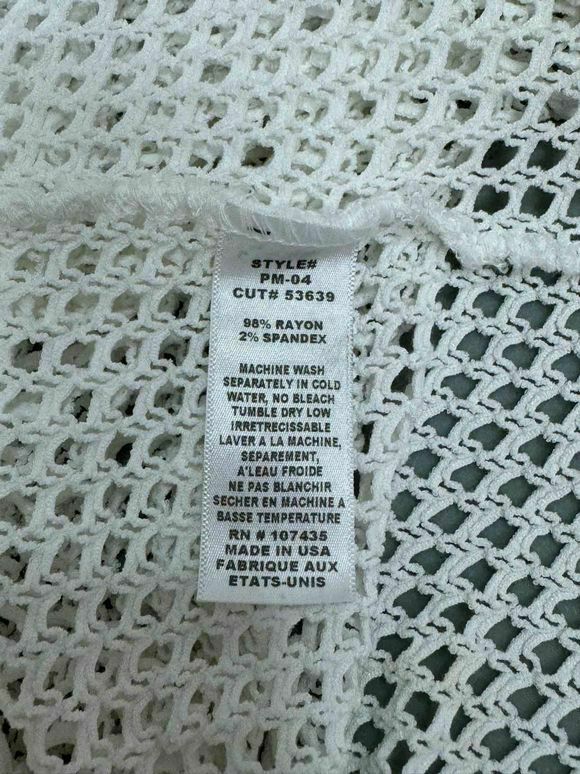 STYLE#
PM-04
CUT# 53639
98% RAYON
2% SPANDEX
MACHINE WASH
SEPARATELY IN COLD
WATER, NO BLEACH
TUMBLE DRY LOW
IRRETRECISSABLE
LAVER A LA MACHINE,
SEPAREMENT,
A'LEAU FROIDE
NE PAS BLANCHIR
SECHER EN MACHINE A
BASSE TEMPERATURE
RN # 107435
MADE IN USA
FABRIQUE AUX
ETATS-UNIS